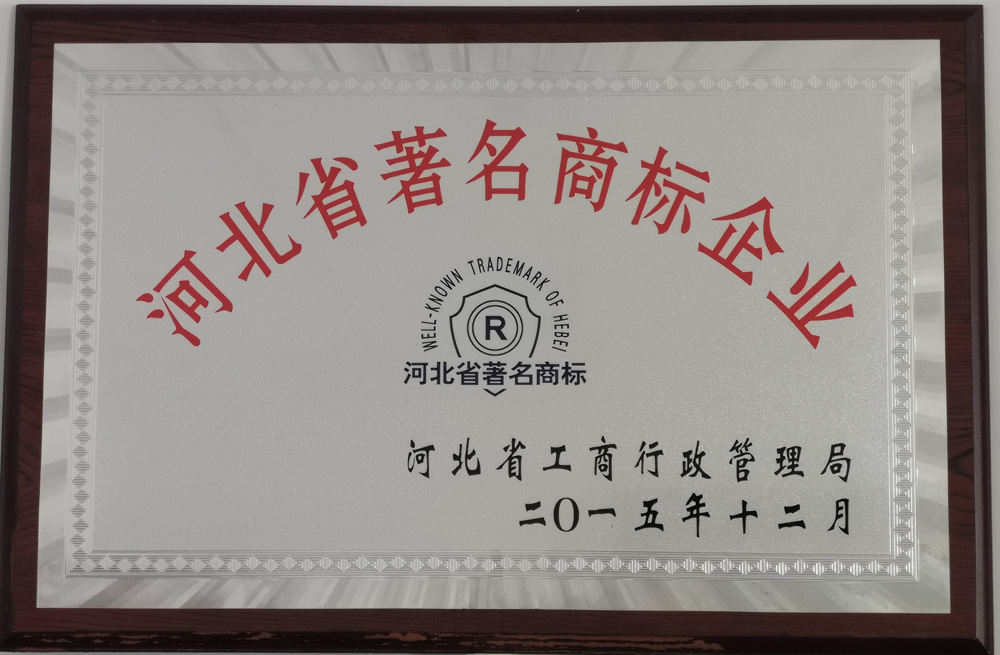 河北省著名商标企业
WELL-KNOWN TRADEMARK OF HEBEI
R
河北省著名商标
河北省工商行政管理局
二O一五年十二月